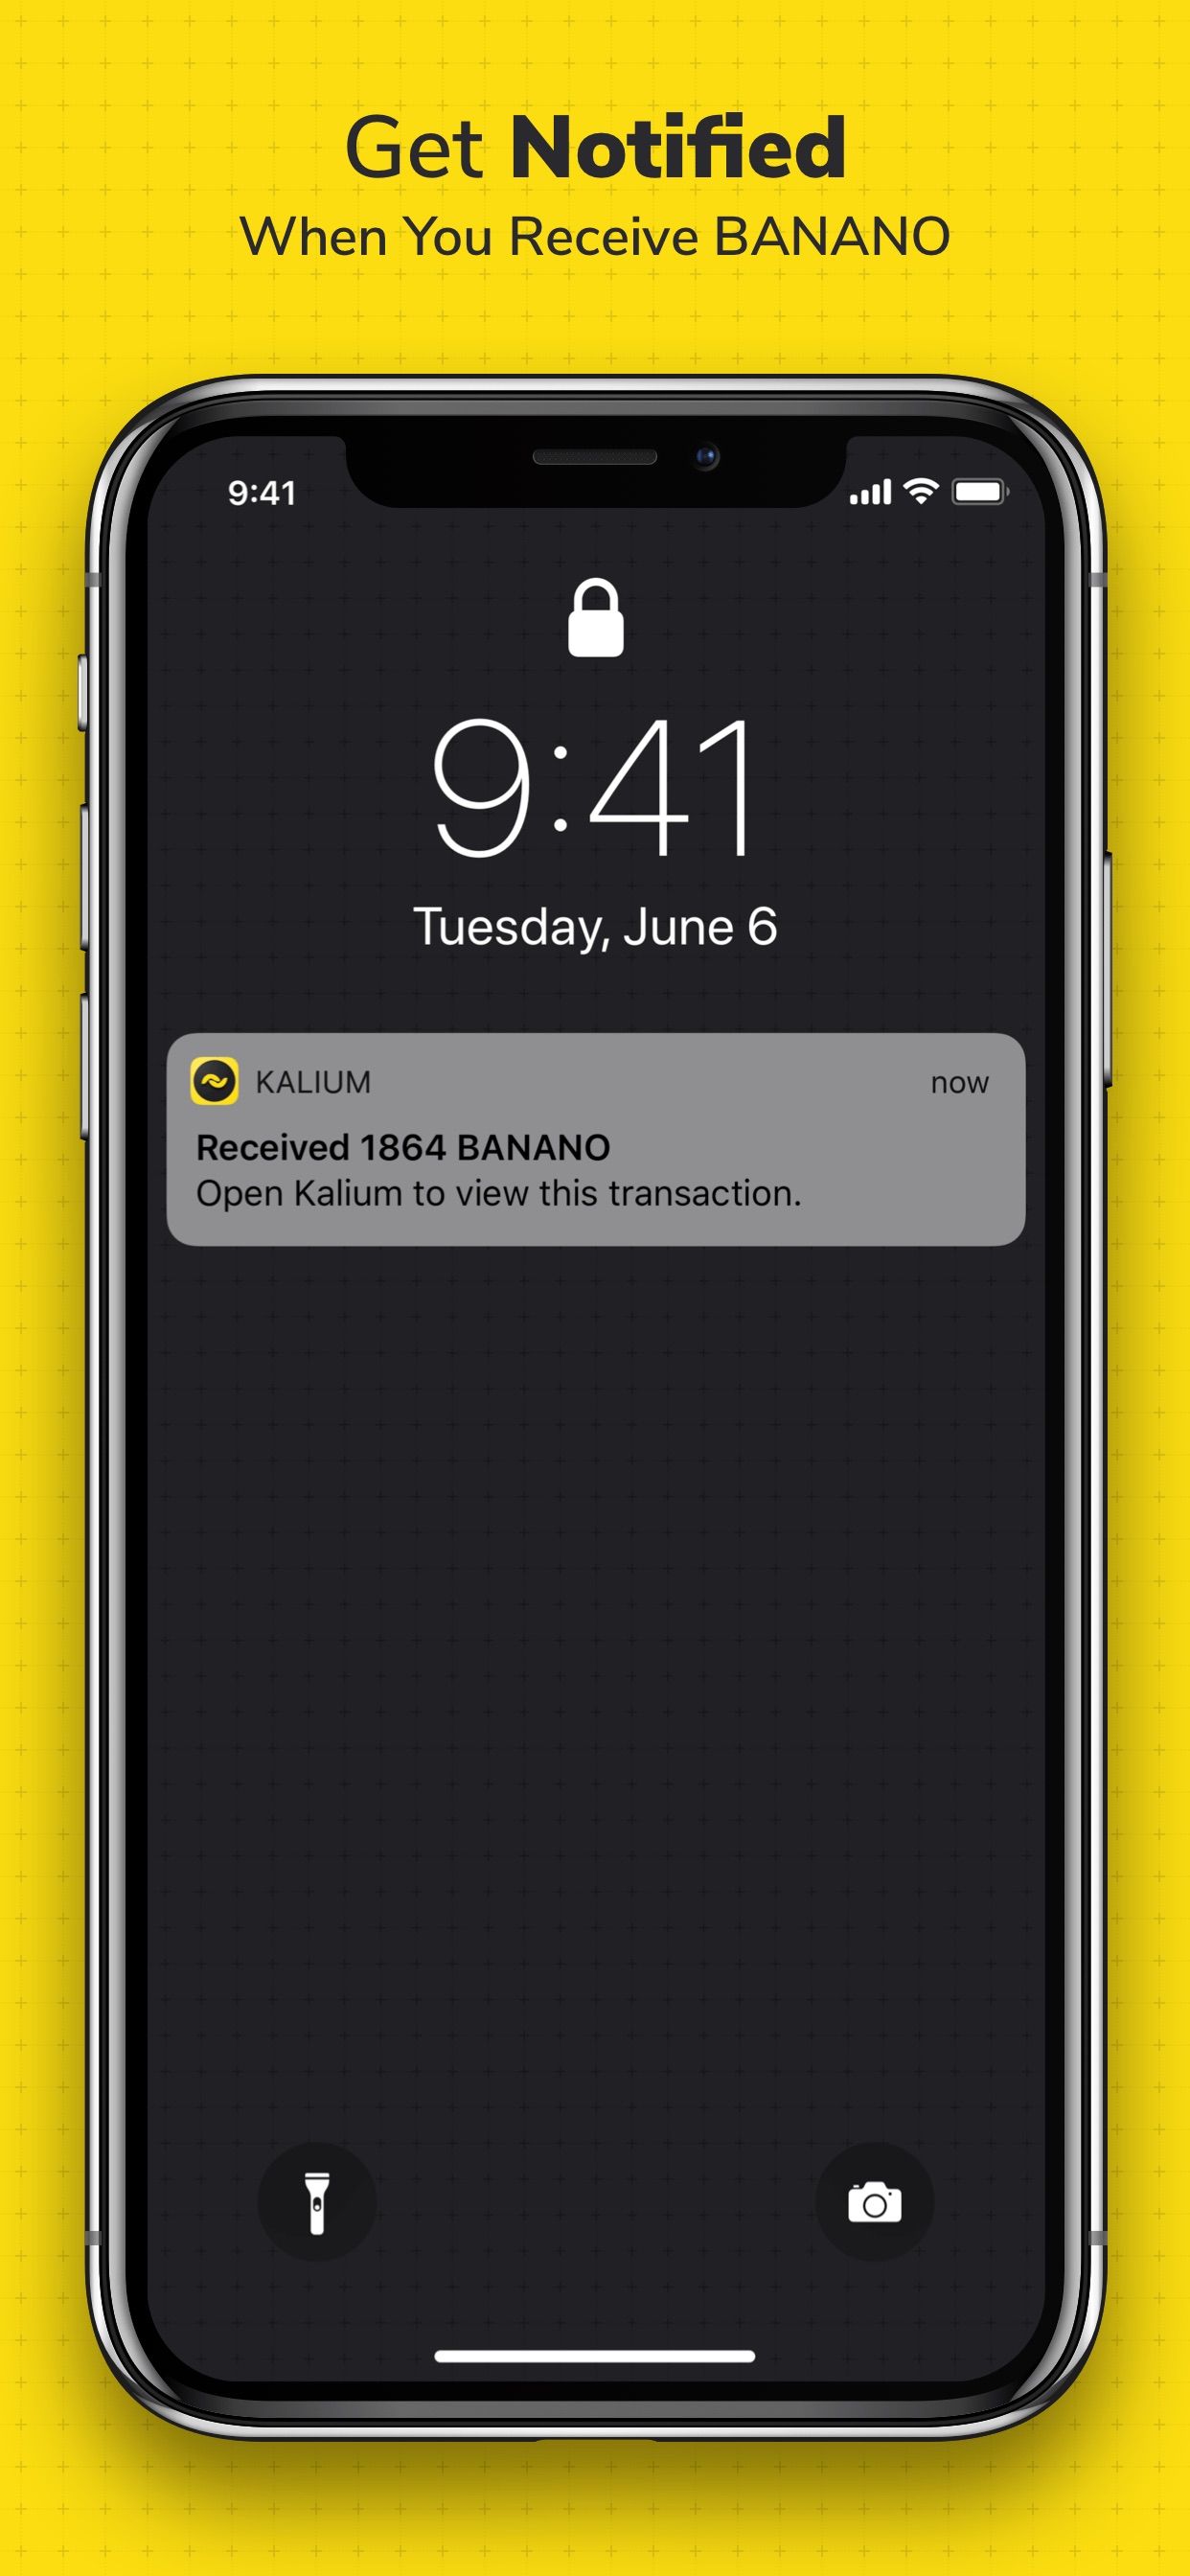 Get Notified
When You Receive BANANO
9:41
9:41
Tuesday, June 6
KALIUM now
Received 1864 BANANO
Open Kalium to view this transaction.